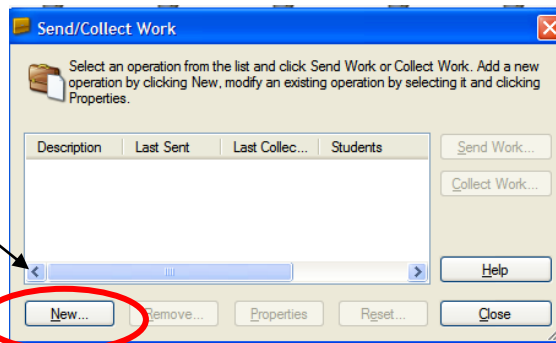 Send/Collect Work
Select an operation from the list and click Send Work or Collect Work. Add a new
operation by clicking New, modify an existing operation by selecting it and clicking
Properties.
Description Last Sent Last Collec... Students
Send Work...
Collect Work...
Help
New... Remove... Properties Reset... Close